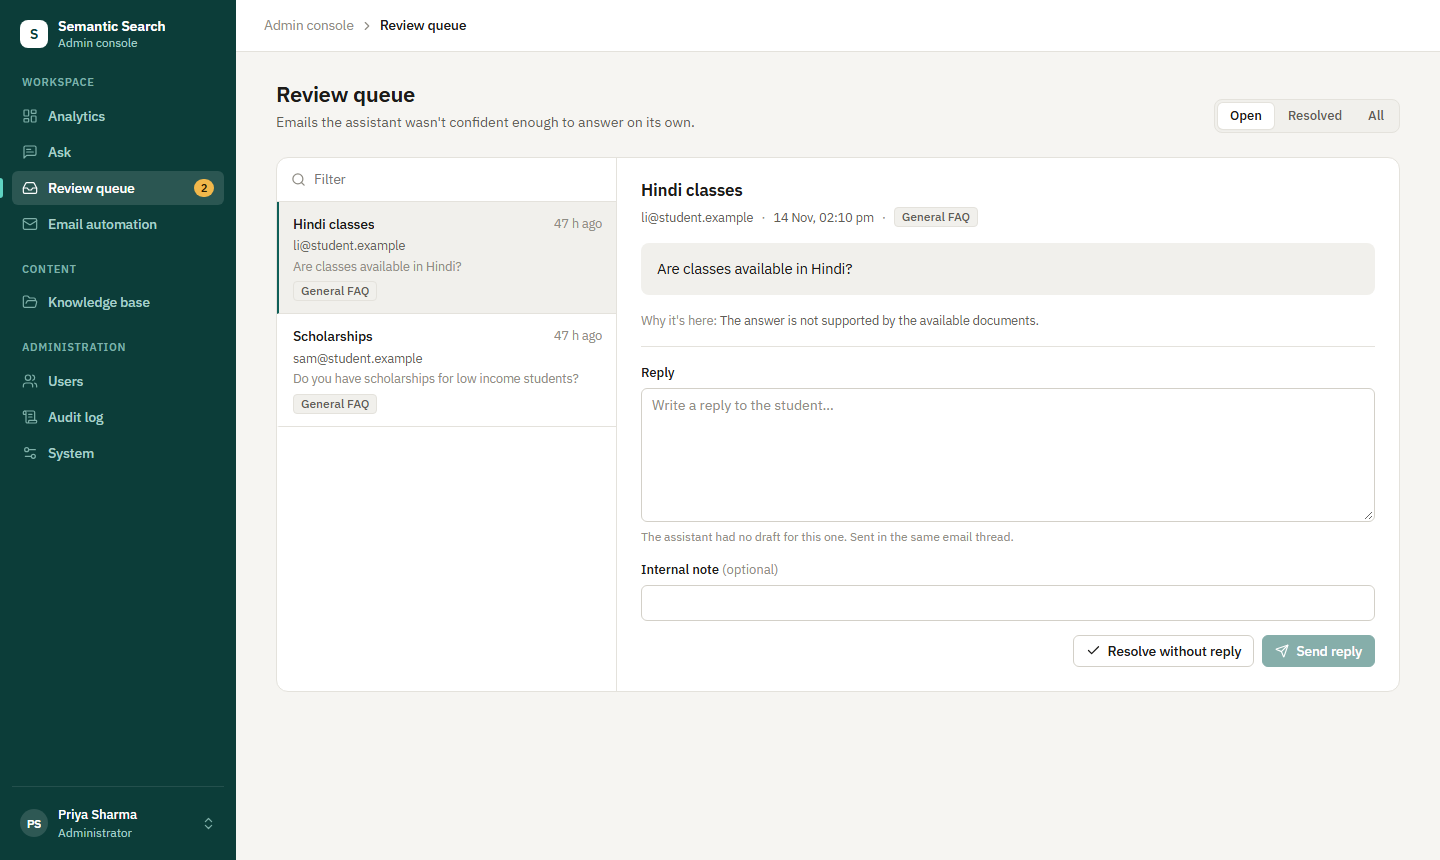 S
Semantic Search
Admin console
WORKSPACE
Analytics
Ask
Review queue 2
Email automation
CONTENT
Knowledge base
ADMINISTRATION
Users
Audit log
System
PS
Priya Sharma
Administrator
Admin console > Review queue
Review queue
Emails the assistant wasn't confident enough to answer on its own.
Open Resolved All
Filter
Hindi classes 47 h ago
li@student.example
Are classes available in Hindi?
General FAQ
Scholarships 47 h ago
sam@student.example
Do you have scholarships for low income students?
General FAQ
Hindi classes
li@student.example · 14 Nov, 02:10 pm · General FAQ
Are classes available in Hindi?
Why it's here: The answer is not supported by the available documents.
Reply
Write a reply to the student...
The assistant had no draft for this one. Sent in the same email thread.
Internal note (optional)
Resolve without reply Send reply